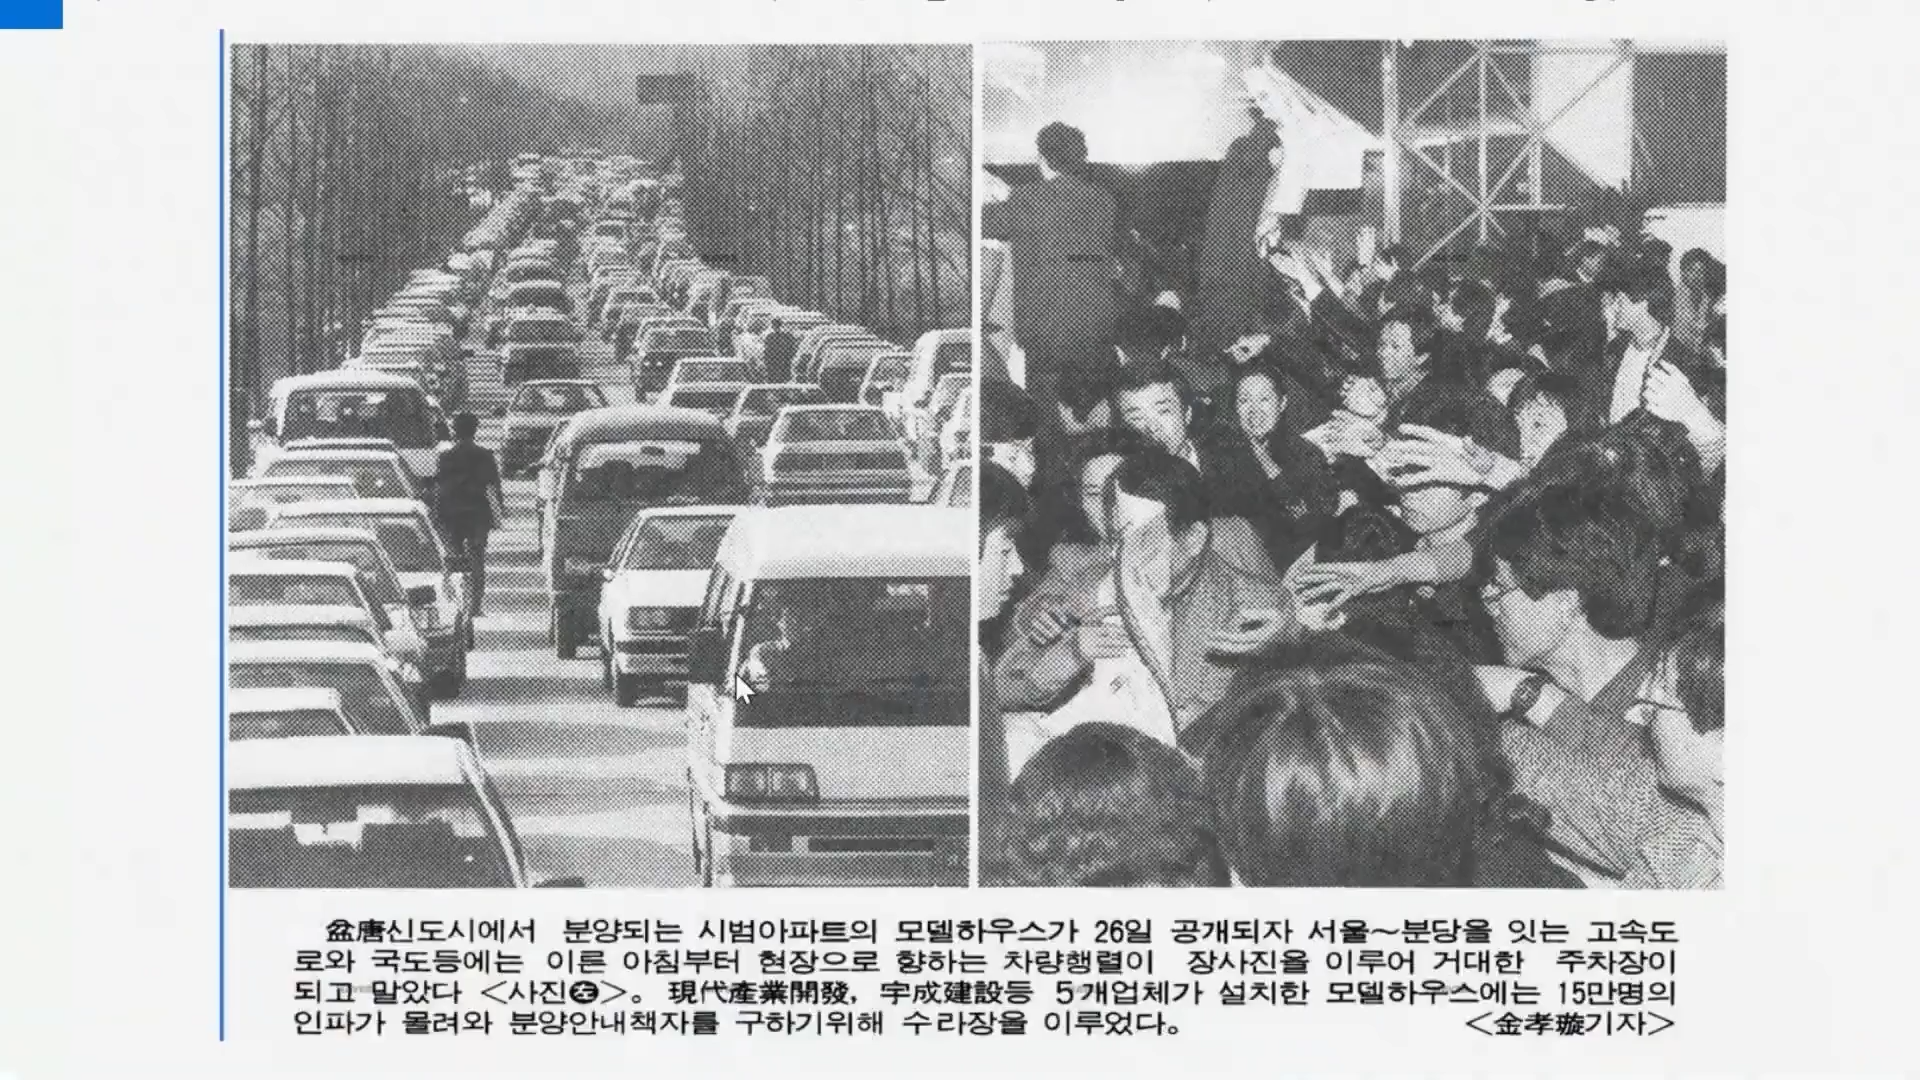 盆唐신도시에서 분양되는 시범아파트의 모델하우스가 26일 공개되자 서울~분당을 잇는 고속도
로와 국도등에는 이른 아침부터 현장으로 향하는 차량행렬이 장사진을 이루어 거대한 주차장이
되고 말았다 <사진㊧>。 現代產業開發, 宇成建設등 5개업체가 설치한 모델하우스에는 15만명의
인파가 몰려와 분양안내책자를 구하기위해 수라장을 이루었다。 <金孝璇기자>